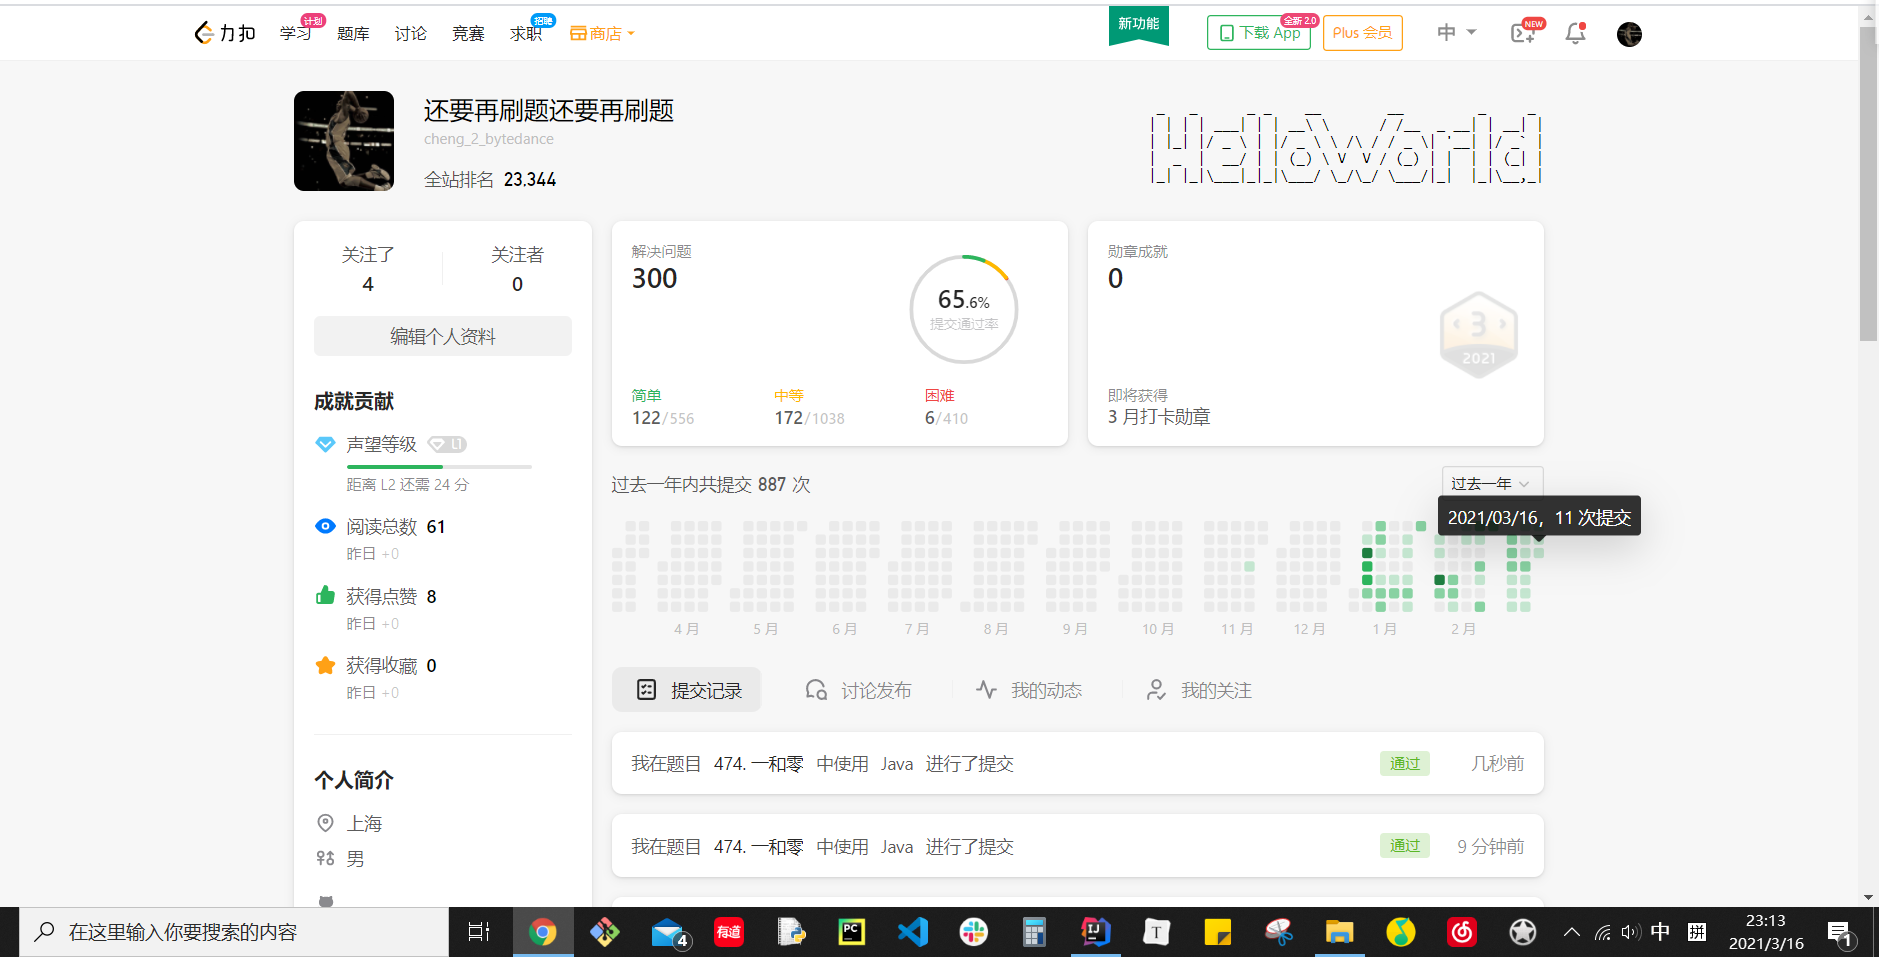 力扣 学习 计划 题库 讨论 竞赛 求职 招聘 商店 新功能 下载 App 全新 2.0 Plus 会员 中 NEW
还要再刷题还要再刷题
cheng_2_bytedance
全站排名 23,344
关注了 关注者
4 0
编辑个人资料
成就贡献
声望等级 L1
距离 L2 还需 24 分
阅读总数 61
昨日 +0
获得点赞 8
昨日 +0
获得收藏 0
昨日 +0
个人简介
上海
男
解决问题
300
65.6%
提交通过率
简单 中等 困难
122/556 172/1038 6/410
勋章成就
0
3
2021
即将获得
3 月打卡勋章
过去一年内共提交 887 次 过去一年
2021/03/16，11 次提交
4 月 5 月 6 月 7 月 8 月 9 月 10 月 11 月 12 月 1 月 2 月
提交记录 讨论发布 我的动态 我的关注
我在题目 474. 一和零 中使用 Java 进行了提交 通过 几秒前
我在题目 474. 一和零 中使用 Java 进行了提交 通过 9 分钟前
在这里输入你要搜索的内容 4 有道 PC IJ T 中 拼 23:13
2021/3/16 1